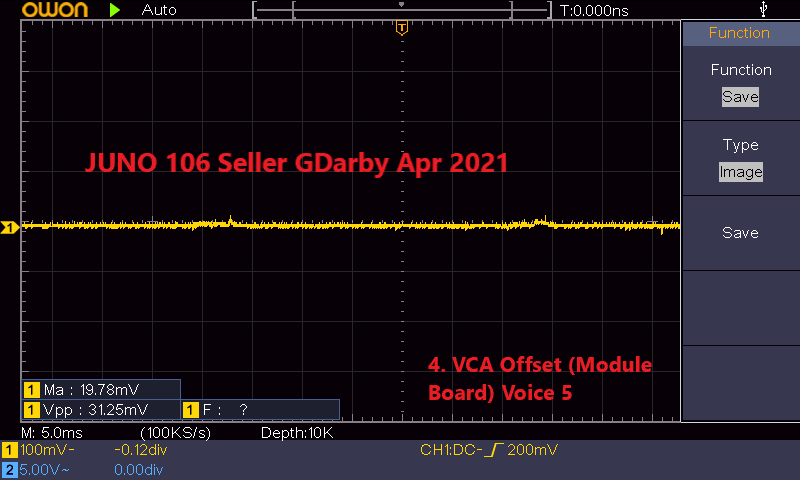 OWON Auto T:0.000ns
T
Function
Function
Save
Type
Image
Save
JUNO 106 Seller GDarby Apr 2021
1
4. VCA Offset (Module
Board) Voice 5
1 Ma : 19.78mV
1 Vpp : 31.25mV 1 F : ?
M: 5.0ms (100KS/s) Depth:10K
1 100mV- -0.12div CH1:DC- 200mV
2 5.00V~ 0.00div